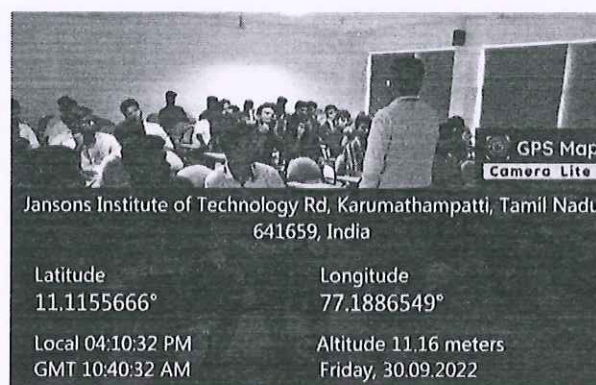 GPS Map
Camera Lite
Jansons Institute of Technology Rd, Karumathampatti, Tamil Nadu
641659, India
Latitude
11.1155666°
Longitude
77.1886549°
Local 04:10:32 PM
GMT 10:40:32 AM
Altitude 11,16 meters
Friday, 30.09.2022